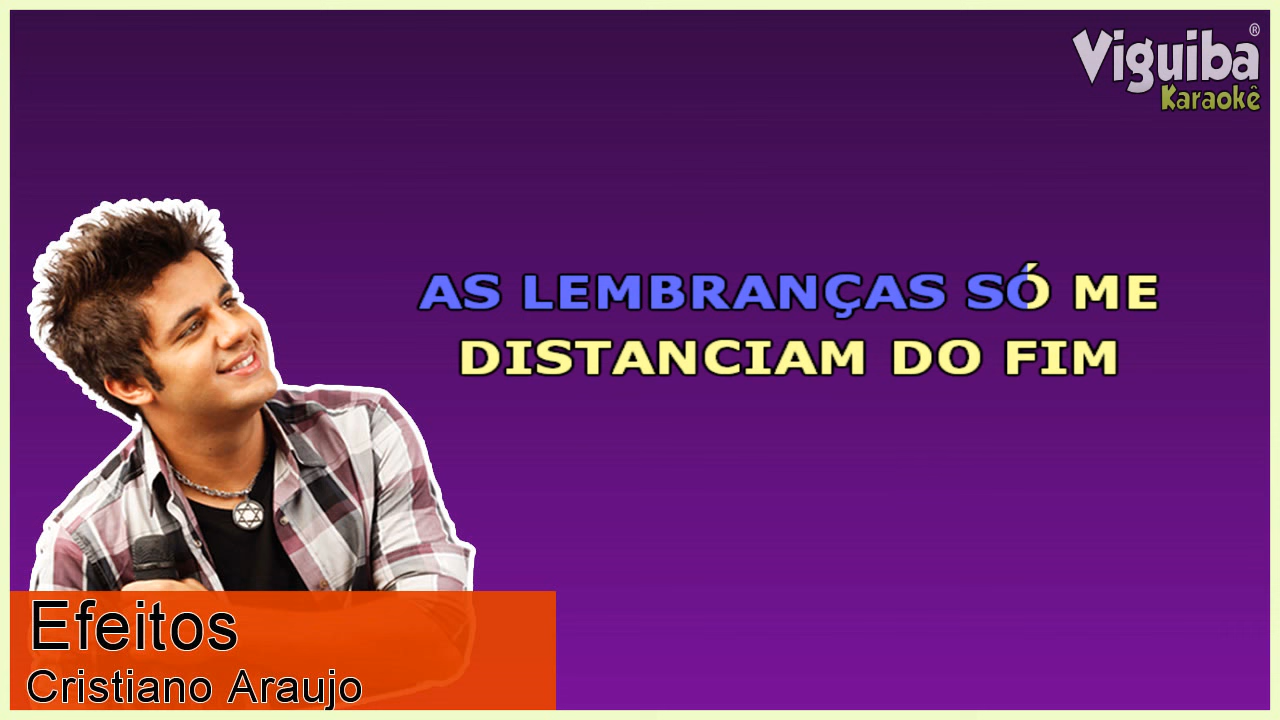 Viguiba®
Karaokê
AS LEMBRANÇAS SÓ ME
DISTANCIAM DO FIM
Efeitos
Cristiano Araujo